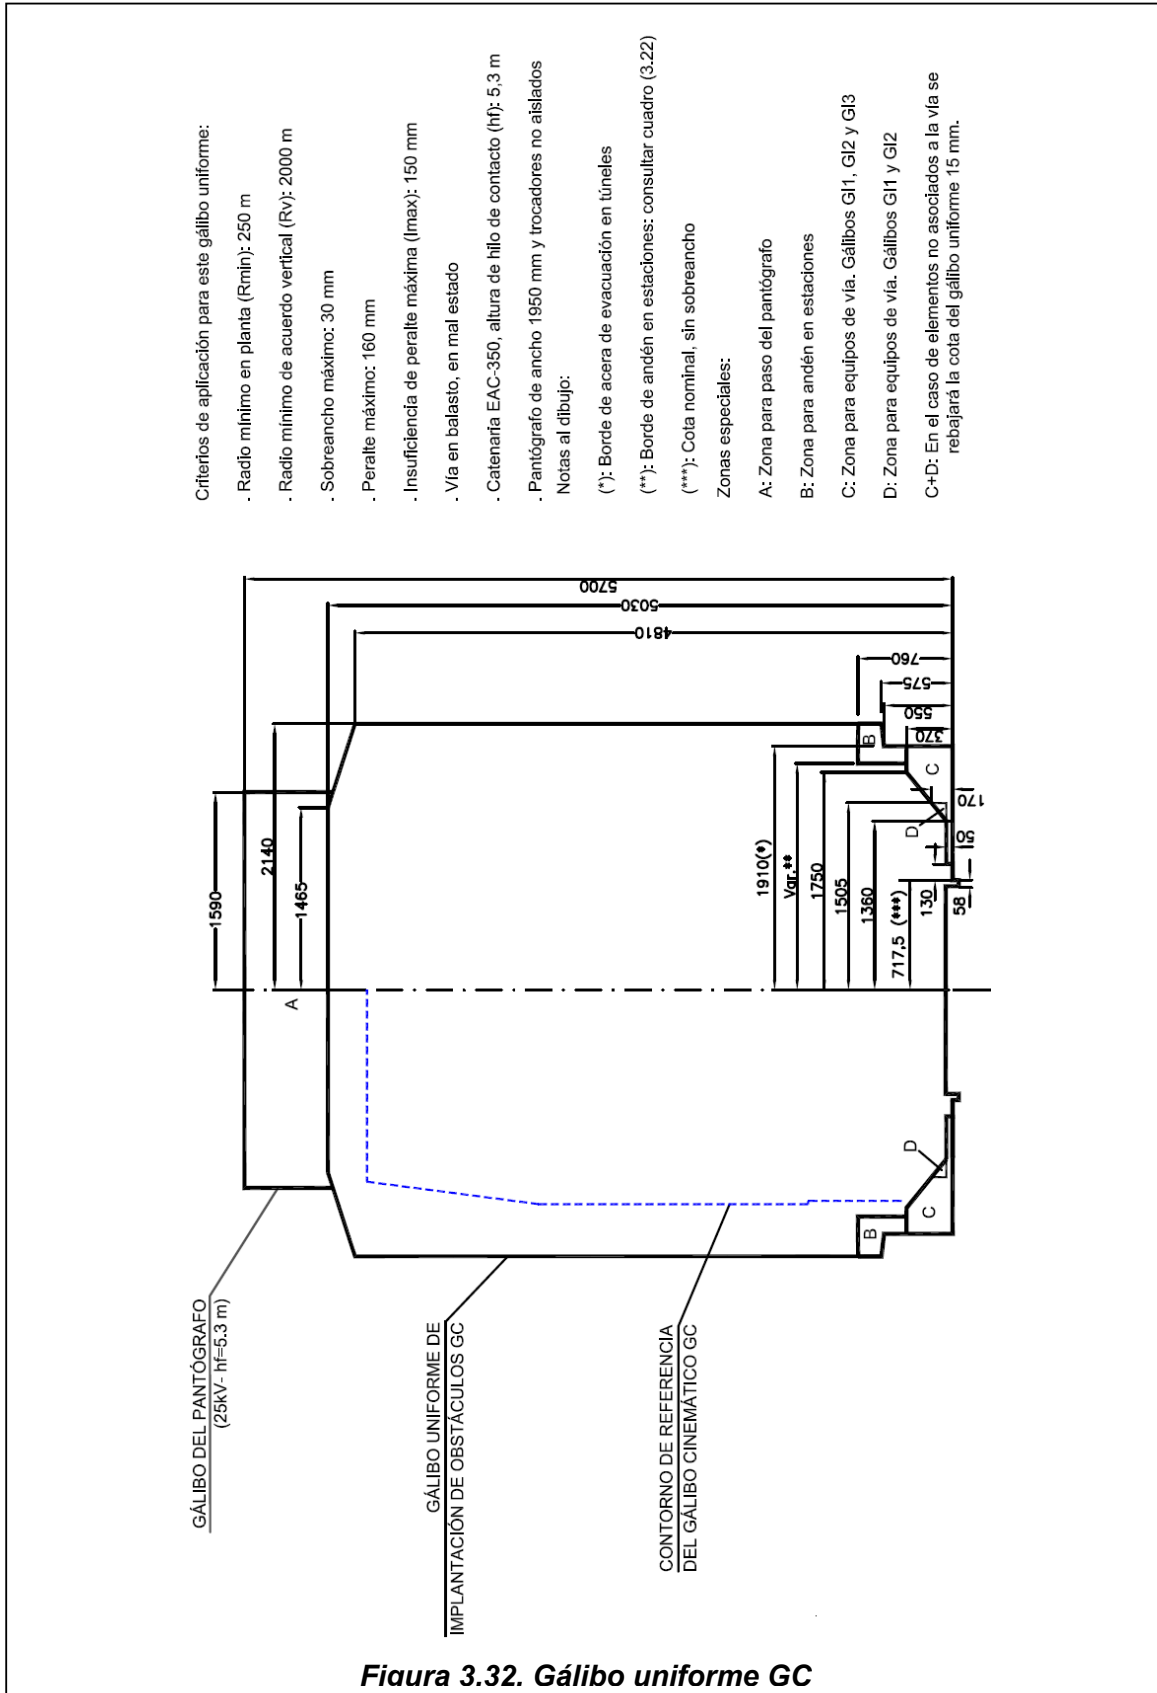 Criterios de aplicación para este gálibo uniforme:
. Radio mínimo en planta (Rmin): 250 m
. Radio mínimo de acuerdo vertical (Rv): 2000 m
. Sobreancho máximo: 30 mm
. Peralte máximo: 160 mm
. Insuficiencia de peralte máxima (Imax): 150 mm
. Vía en balasto, en mal estado
. Catenaria EAC-350, altura de hilo de contacto (hf): 5,3 m
. Pantógrafo de ancho 1950 mm y trocadores no aislados
Notas al dibujo:
(*): Borde de acera de evacuación en túneles
(**): Borde de andén en estaciones: consultar cuadro (3.22)
(***): Cota nominal, sin sobreancho
Zonas especiales:
A: Zona para paso del pantógrafo
B: Zona para andén en estaciones
C: Zona para equipos de vía. Gálibos GI1, GI2 y GI3
D: Zona para equipos de vía. Gálibos GI1 y GI2
C+D: En el caso de elementos no asociados a la vía se
rebajará la cota del gálibo uniforme 15 mm.
5700
5030
4810
760
575
550
370
170
50
1590
2140
1465
1910(*)
Var.**
1750
1505
1360
717,5 (***)
130
58
A
B
C
D
B
C
D
GÁLIBO DEL PANTÓGRAFO
(25kV- hf=5.3 m)
GÁLIBO UNIFORME DE
IMPLANTACIÓN DE OBSTÁCULOS GC
CONTORNO DE REFERENCIA
DEL GÁLIBO CINEMÁTICO GC
Figura 3.32. Gálibo uniforme GC